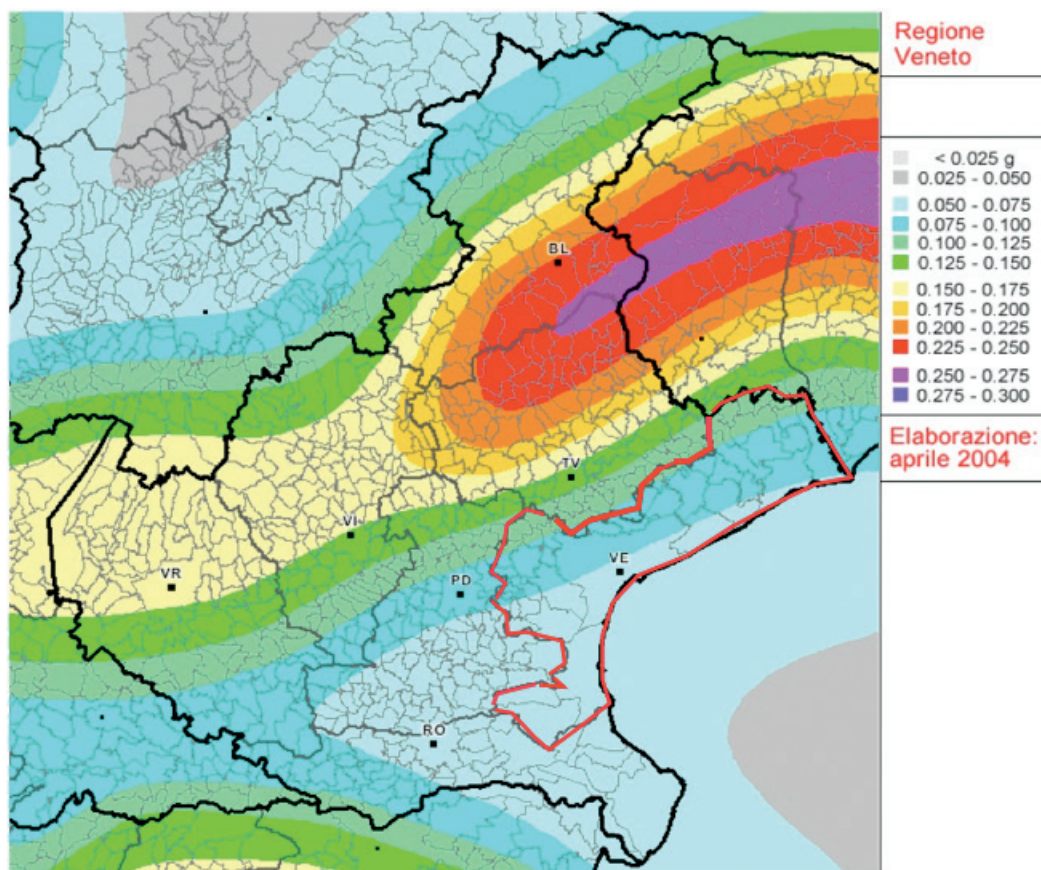 Regione
Veneto
< 0.025 g
0.025 - 0.050
0.050 - 0.075
0.075 - 0.100
0.100 - 0.125
0.125 - 0.150
0.150 - 0.175
0.175 - 0.200
0.200 - 0.225
0.225 - 0.250
0.250 - 0.275
0.275 - 0.300
Elaborazione:
aprile 2004
BL
TV
VI
VE
VR
PD
RO